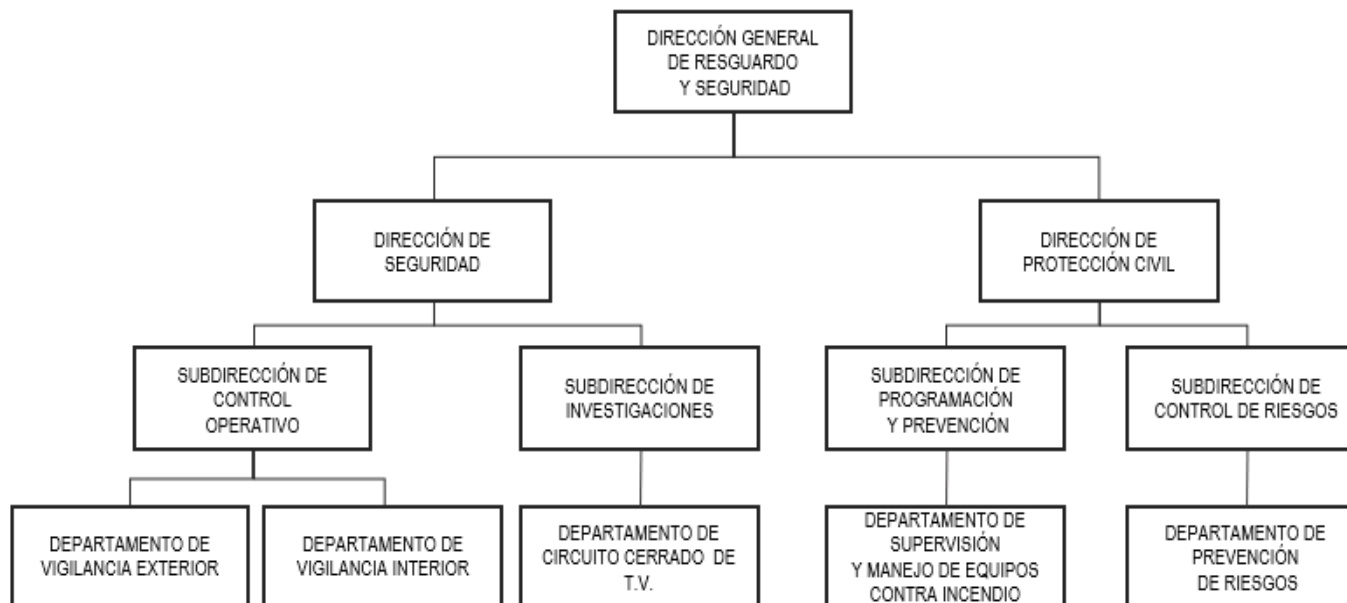 DIRECCIÓN GENERAL
DE RESGUARDO
Y SEGURIDAD
DIRECCIÓN DE
SEGURIDAD
DIRECCIÓN DE
PROTECCIÓN CIVIL
SUBDIRECCIÓN DE
CONTROL
OPERATIVO
SUBDIRECCIÓN DE
INVESTIGACIONES
SUBDIRECCIÓN DE
PROGRAMACIÓN
Y PREVENCIÓN
SUBDIRECCIÓN DE
CONTROL DE RIESGOS
DEPARTAMENTO DE
VIGILANCIA EXTERIOR
DEPARTAMENTO DE
VIGILANCIA INTERIOR
DEPARTAMENTO DE
CIRCUITO CERRADO DE
T.V.
DEPARTAMENTO DE
SUPERVISIÓN
Y MANEJO DE EQUIPOS
CONTRA INCENDIO
DEPARTAMENTO DE
PREVENCIÓN
DE RIESGOS